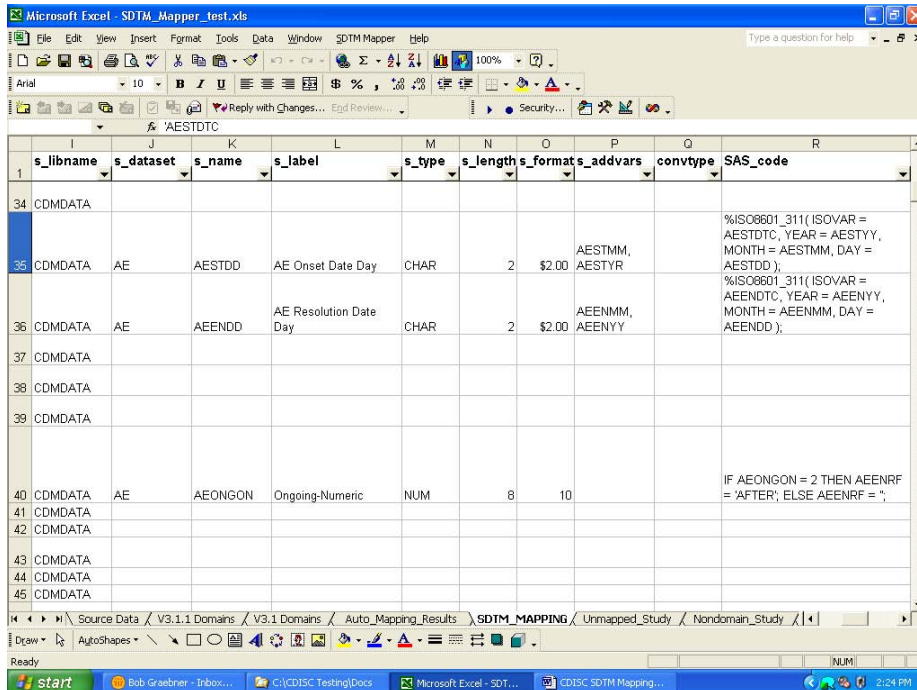 Microsoft Excel - SDTM_Mapper_test.xls
File Edit View Insert Format Tools Data Window SDTM Mapper Help Type a question for help
100%
Arial 10 B I U $ % ,
Reply with Changes... End Review... Security...
fx 'AESTDTC
I J K L M N O P Q R
1 s_libname s_dataset s_name s_label s_type s_length s_format s_addvars convtype SAS_code
34 CDMDATA
35 CDMDATA AE AESTDD AE Onset Date Day CHAR 2 $2.00 AESTMM, AESTYR %ISO8601_311( ISOVAR = AESTDTC, YEAR = AESTYY, MONTH = AESTMM, DAY = AESTDD );
36 CDMDATA AE AEENDD AE Resolution Date Day CHAR 2 $2.00 AEENMM, AEENYY %ISO8601_311( ISOVAR = AEENDTC, YEAR = AEENYY, MONTH = AEENMM, DAY = AEENDD );
37 CDMDATA
38 CDMDATA
39 CDMDATA
40 CDMDATA AE AEONGON Ongoing-Numeric NUM 8 10 IF AEONGON = 2 THEN AEENRF = 'AFTER'; ELSE AEENRF = '';
41 CDMDATA
42 CDMDATA
43 CDMDATA
44 CDMDATA
45 CDMDATA
Source Data / V3.1.1 Domains / V3.1 Domains / Auto_Mapping_Results \ SDTM_MAPPING / Unmapped_Study / Nondomain_Study /
Draw AutoShapes
Ready NUM
start Bob Graebner - Inbox... C:\CDISC Testing\Docs Microsoft Excel - SDT... CDISC SDTM Mapping... 2:24 PM